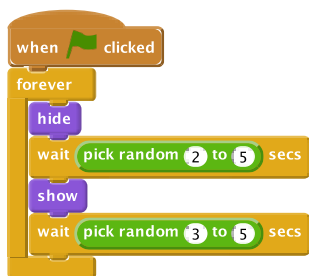 when clicked
forever
hide
wait pick random 2 to 5 secs
show
wait pick random 3 to 5 secs